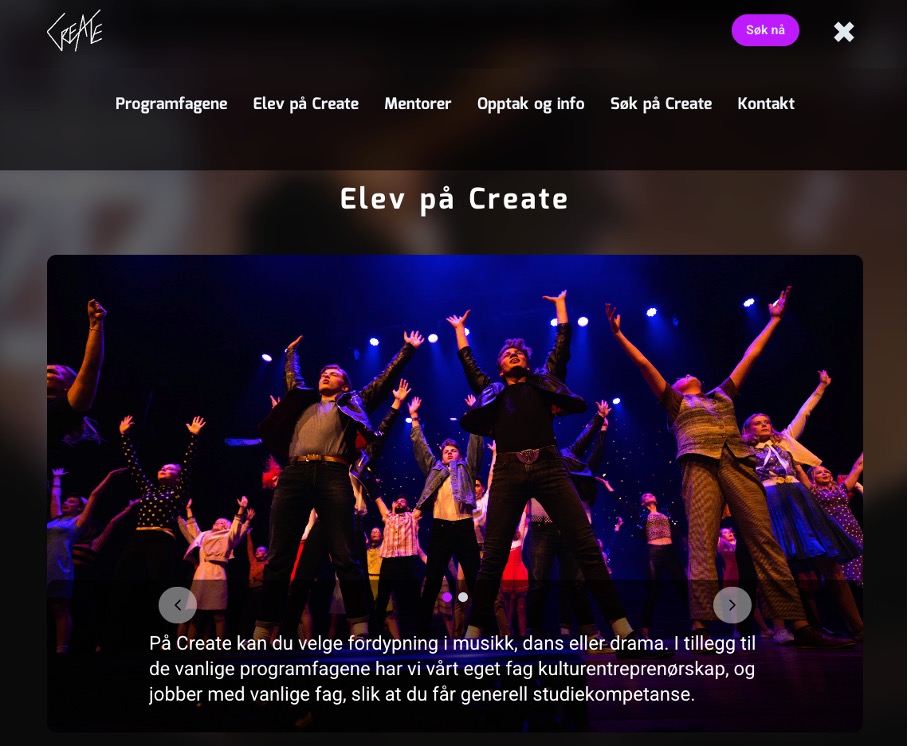 CREATE
Søk nå
Programfagene Elev på Create Mentorer Opptak og info Søk på Create Kontakt
Elev på Create
På Create kan du velge fordypning i musikk, dans eller drama. I tillegg til
de vanlige programfagene har vi vårt eget fag kulturentreprenørskap, og
jobber med vanlige fag, slik at du får generell studiekompetanse.